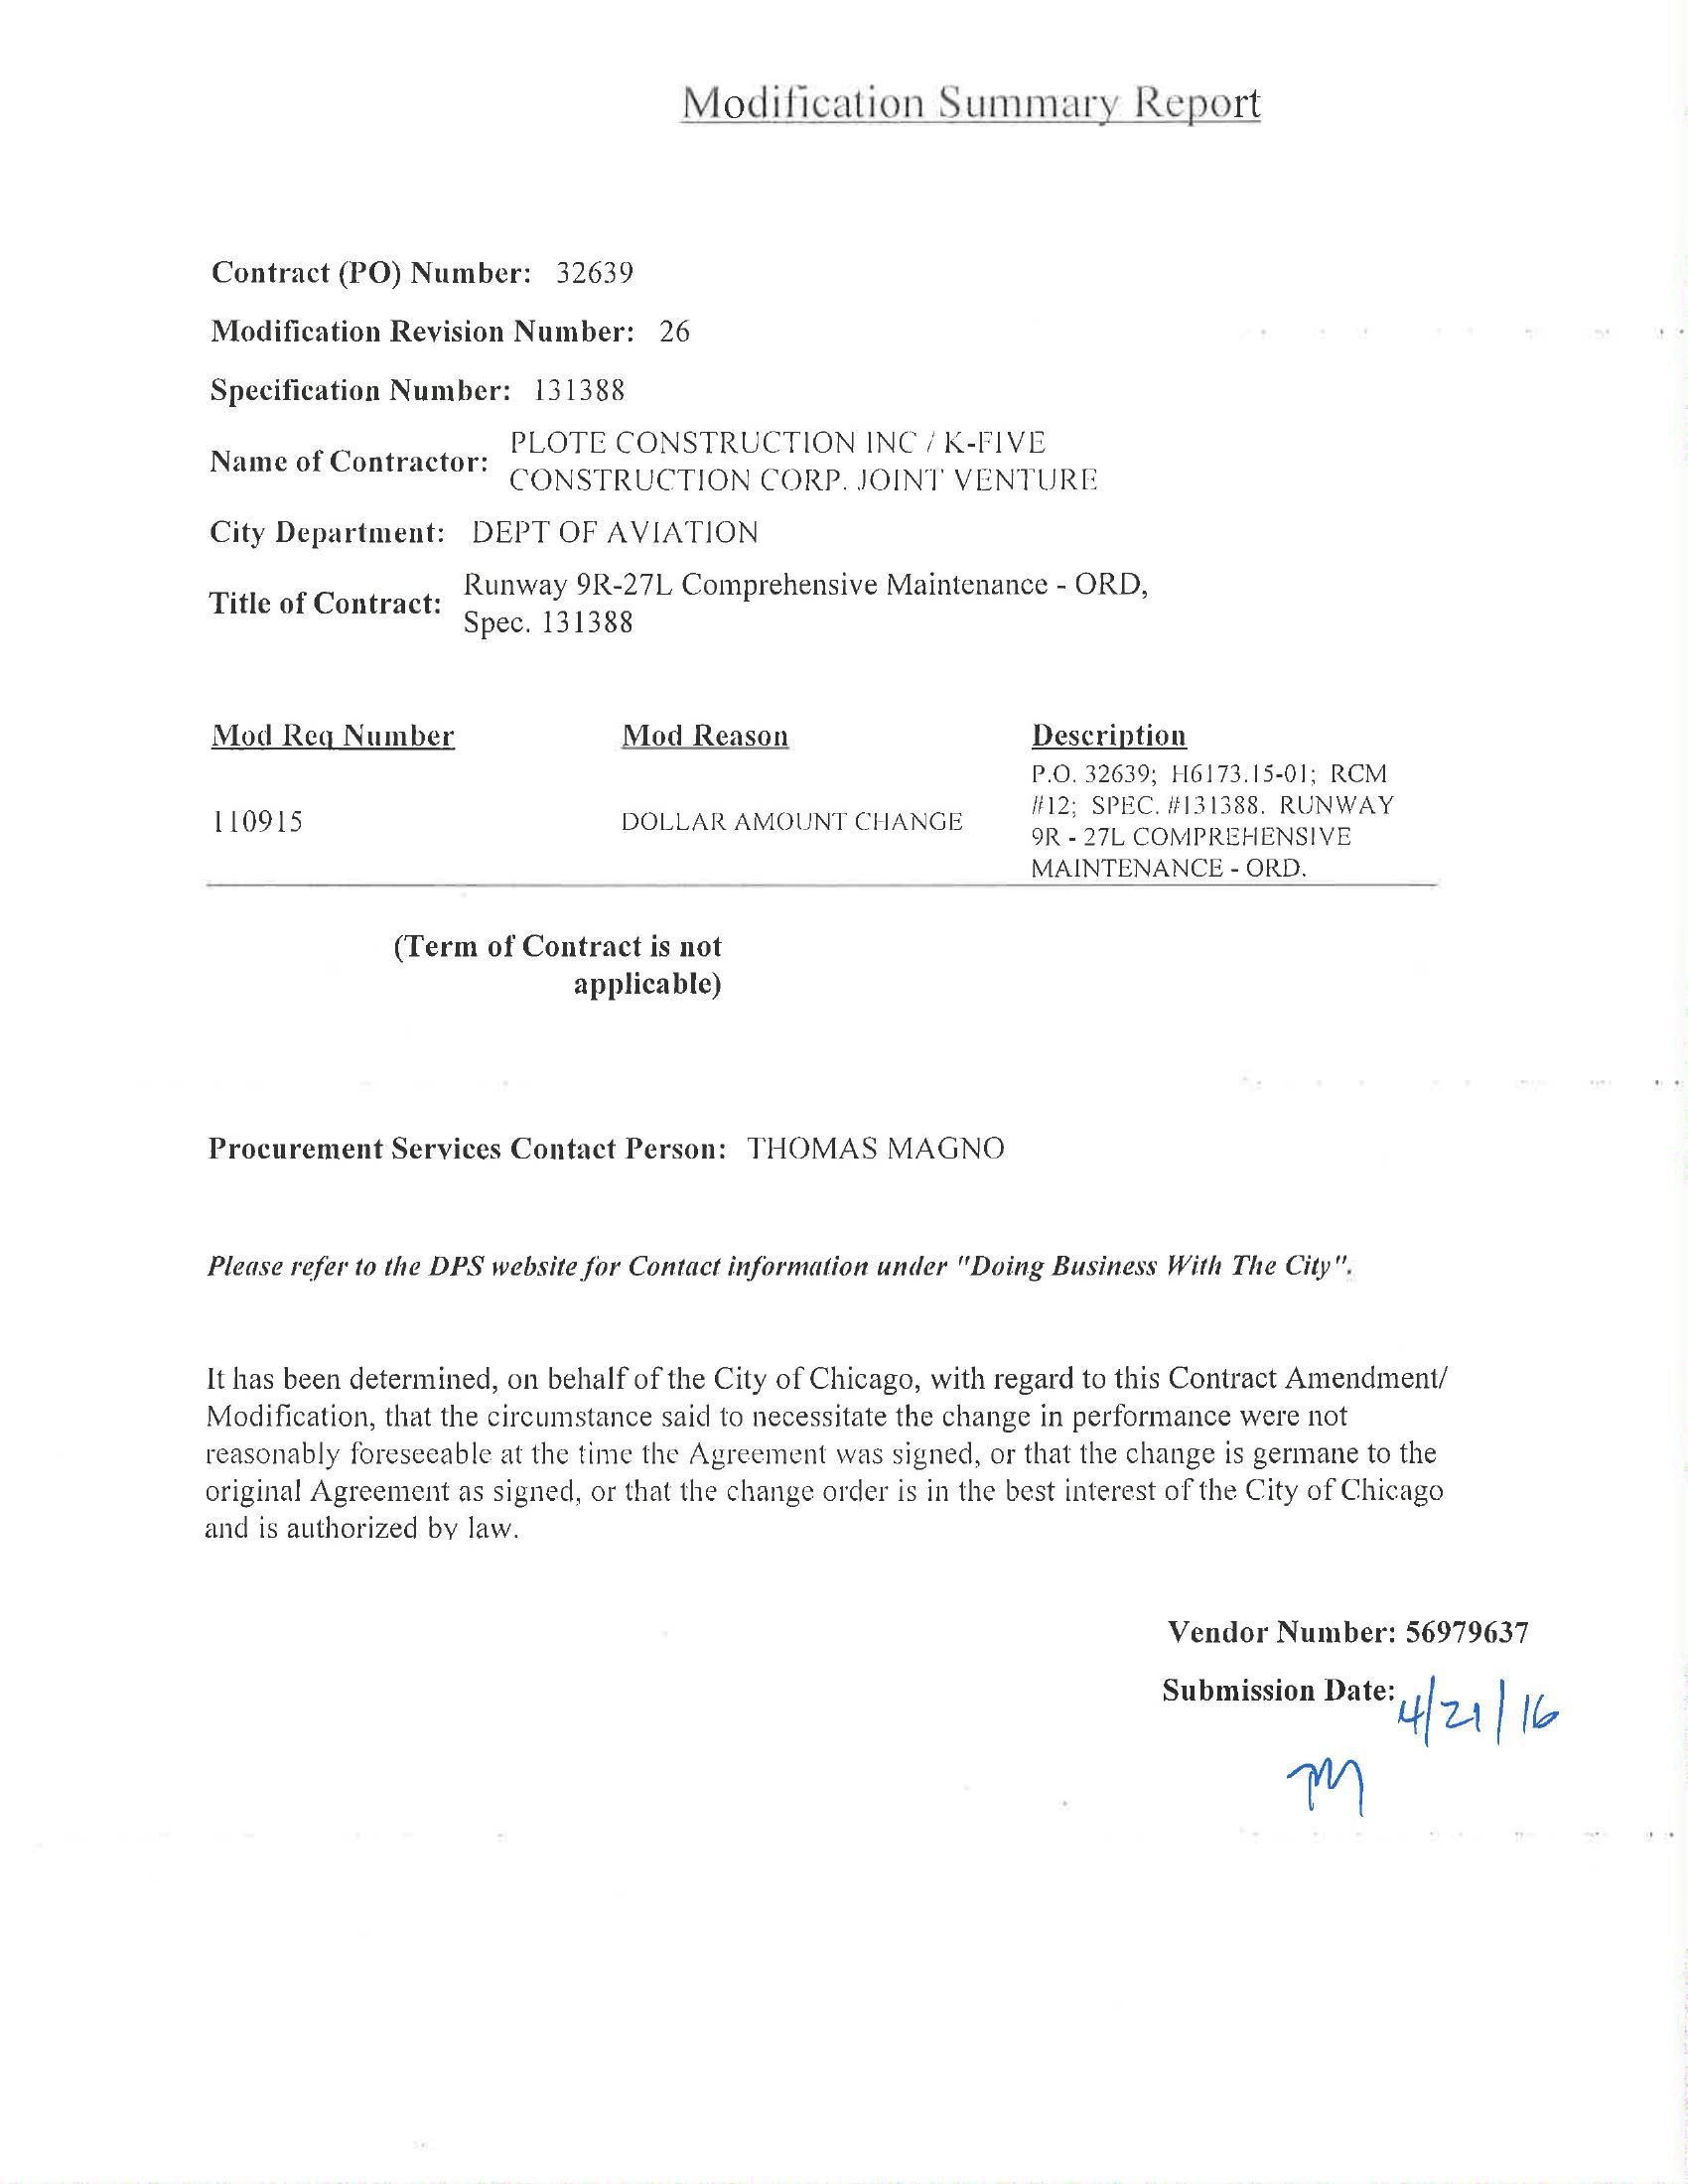 Modification Summary Report
Contract (PO) Number: 32639
Modification Revision Number: 26
Specification Number: 131388
Name of Contractor: PLOTE CONSTRUCTION INC / K-FIVE
CONSTRUCTION CORP. JOINT VENTURE
City Department: DEPT OF AVIATION
Title of Contract: Runway 9R-27L Comprehensive Maintenance - ORD,
Spec. 131388
Mod Req Number Mod Reason Description
110915 DOLLAR AMOUNT CHANGE P.O. 32639; H6173.15-01; RCM
#12; SPEC. #131388. RUNWAY
9R - 27L COMPREHENSIVE
MAINTENANCE - ORD.
(Term of Contract is not
applicable)
Procurement Services Contact Person: THOMAS MAGNO
Please refer to the DPS website for Contact information under "Doing Business With The City".
It has been determined, on behalf of the City of Chicago, with regard to this Contract Amendment/
Modification, that the circumstance said to necessitate the change in performance were not
reasonably foreseeable at the time the Agreement was signed, or that the change is germane to the
original Agreement as signed, or that the change order is in the best interest of the City of Chicago
and is authorized by law.
Vendor Number: 56979637
Submission Date: 4/21/16
TM